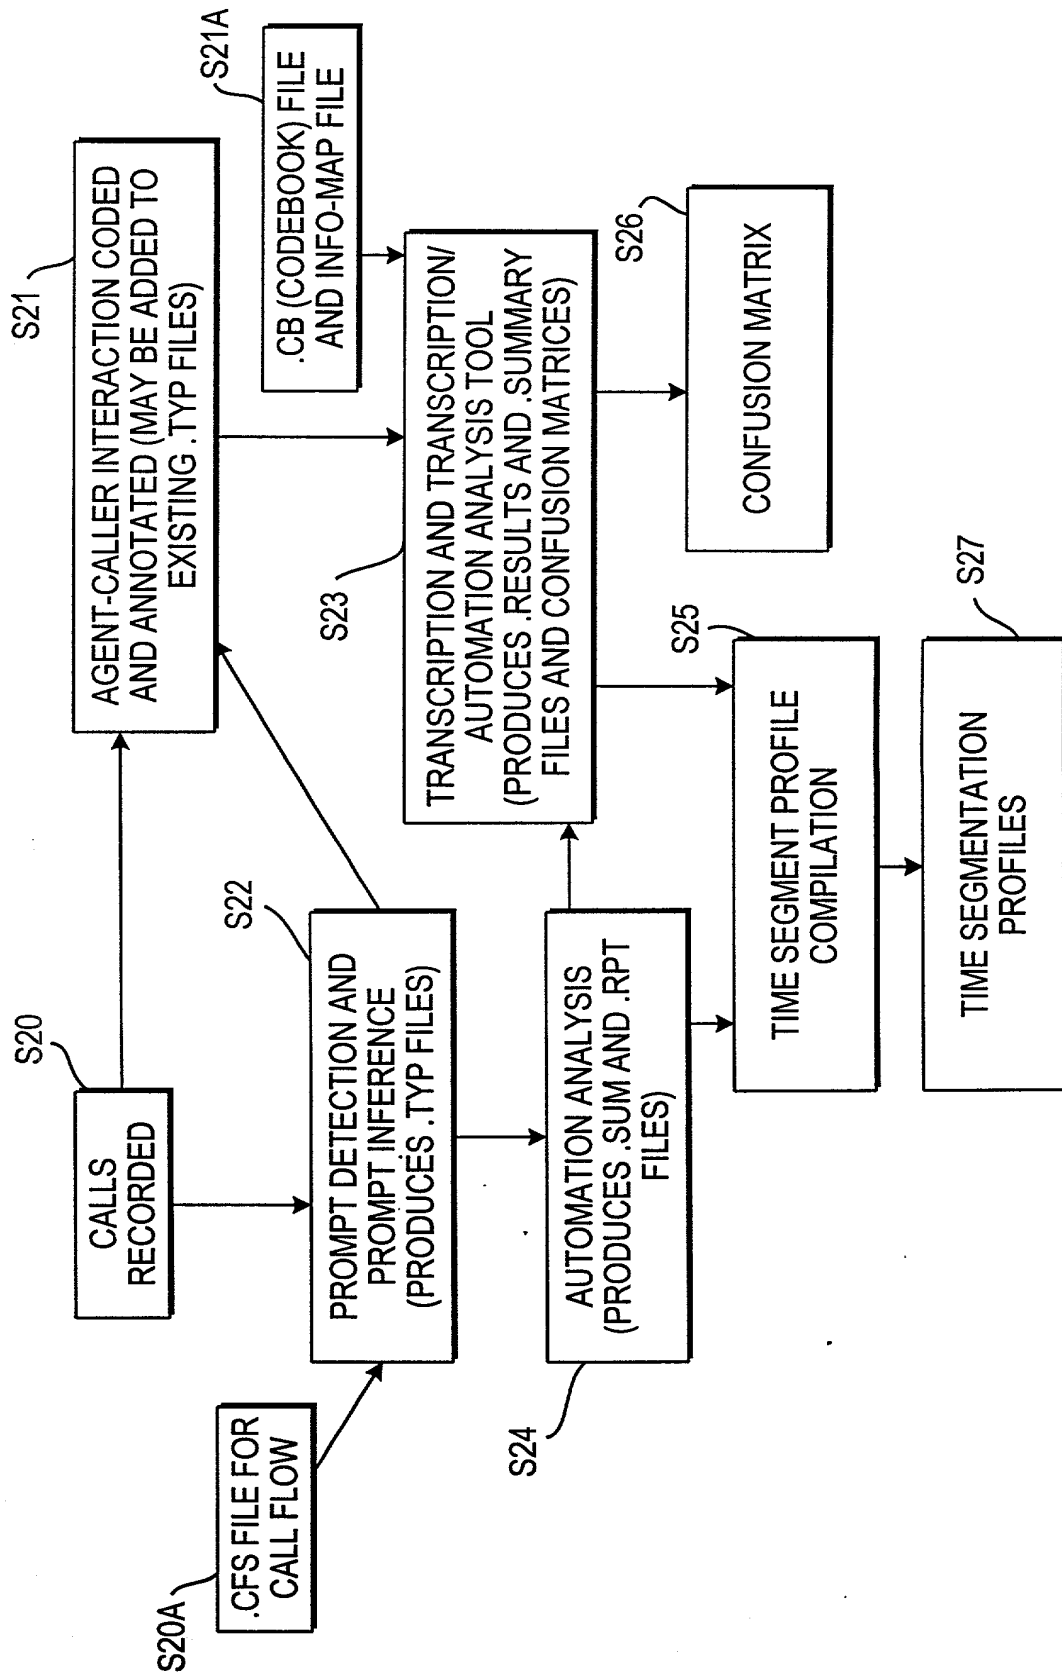 S20
CALLS
RECORDED
S20A
.CFS FILE FOR
CALL FLOW
S21
AGENT-CALLER INTERACTION CODED
AND ANNOTATED (MAY BE ADDED TO
EXISTING .TYP FILES)
S21A
.CB (CODEBOOK) FILE
AND INFO-MAP FILE
S22
PROMPT DETECTION AND
PROMPT INFERENCE
(PRODUCES .TYP FILES)
S23
TRANSCRIPTION AND TRANSCRIPTION/
AUTOMATION ANALYSIS TOOL
(PRODUCES .RESULTS AND .SUMMARY
FILES AND CONFUSION MATRICES)
S24
AUTOMATION ANALYSIS
(PRODUCES .SUM AND .RPT
FILES)
S25
TIME SEGMENT PROFILE
COMPILATION
S26
CONFUSION MATRIX
S27
TIME SEGMENTATION
PROFILES